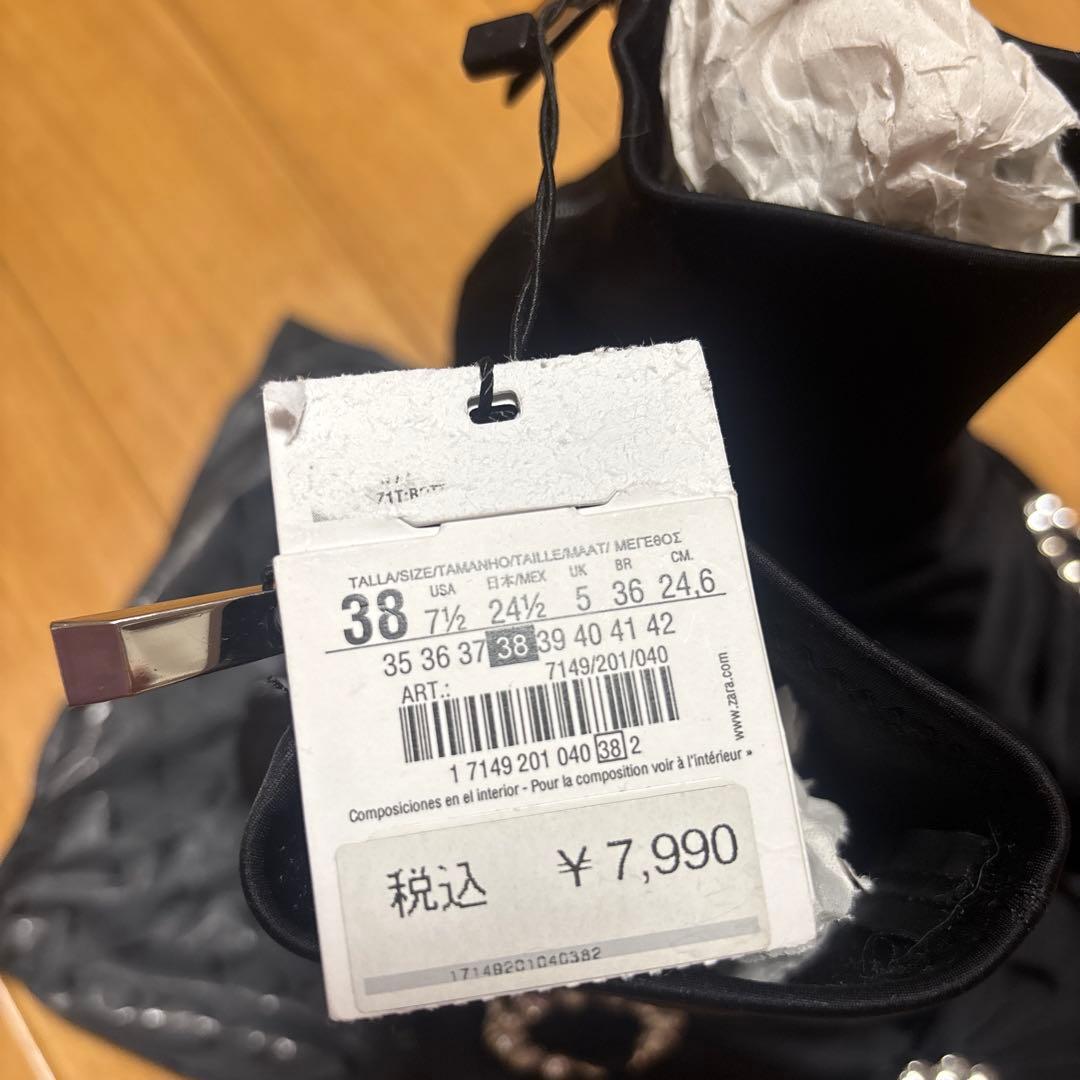 TALLA/SIZE/TAMANHO/TAILLE/MAAT/ ΜΕΓΕΘΟΣ
USA 日本/MEX UK BR CM.
38 7½ 24½ 5 36 24,6
35 36 37 38 39 40 41 42
ART.: 7149/201/040
www.zara.com
1 7149 201 040 38 2
Composiciones en el interior - Pour la composition voir à l'intérieur »
税込 ¥7,990
17149201040382